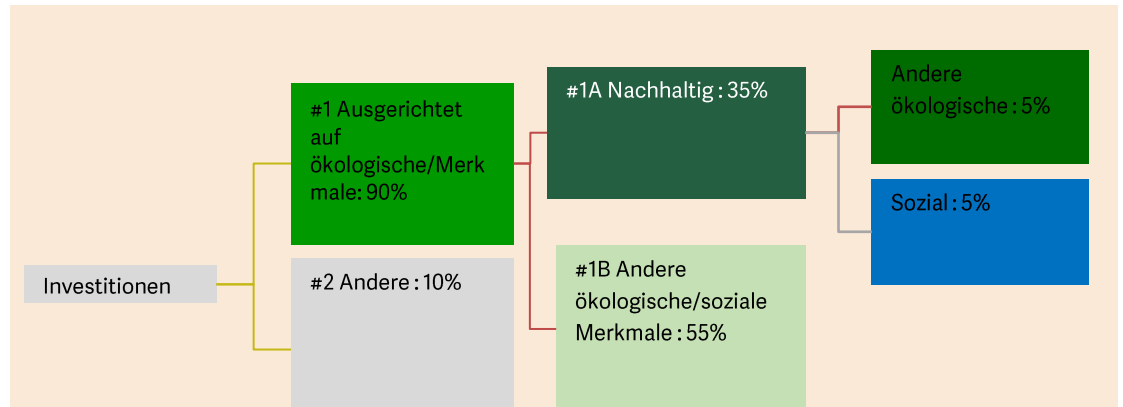 Investitionen
#1 Ausgerichtet
auf
ökologische/Merk
male: 90%
#2 Andere : 10%
#1A Nachhaltig : 35%
#1B Andere
ökologische/soziale
Merkmale : 55%
Andere
ökologische : 5%
Sozial : 5%